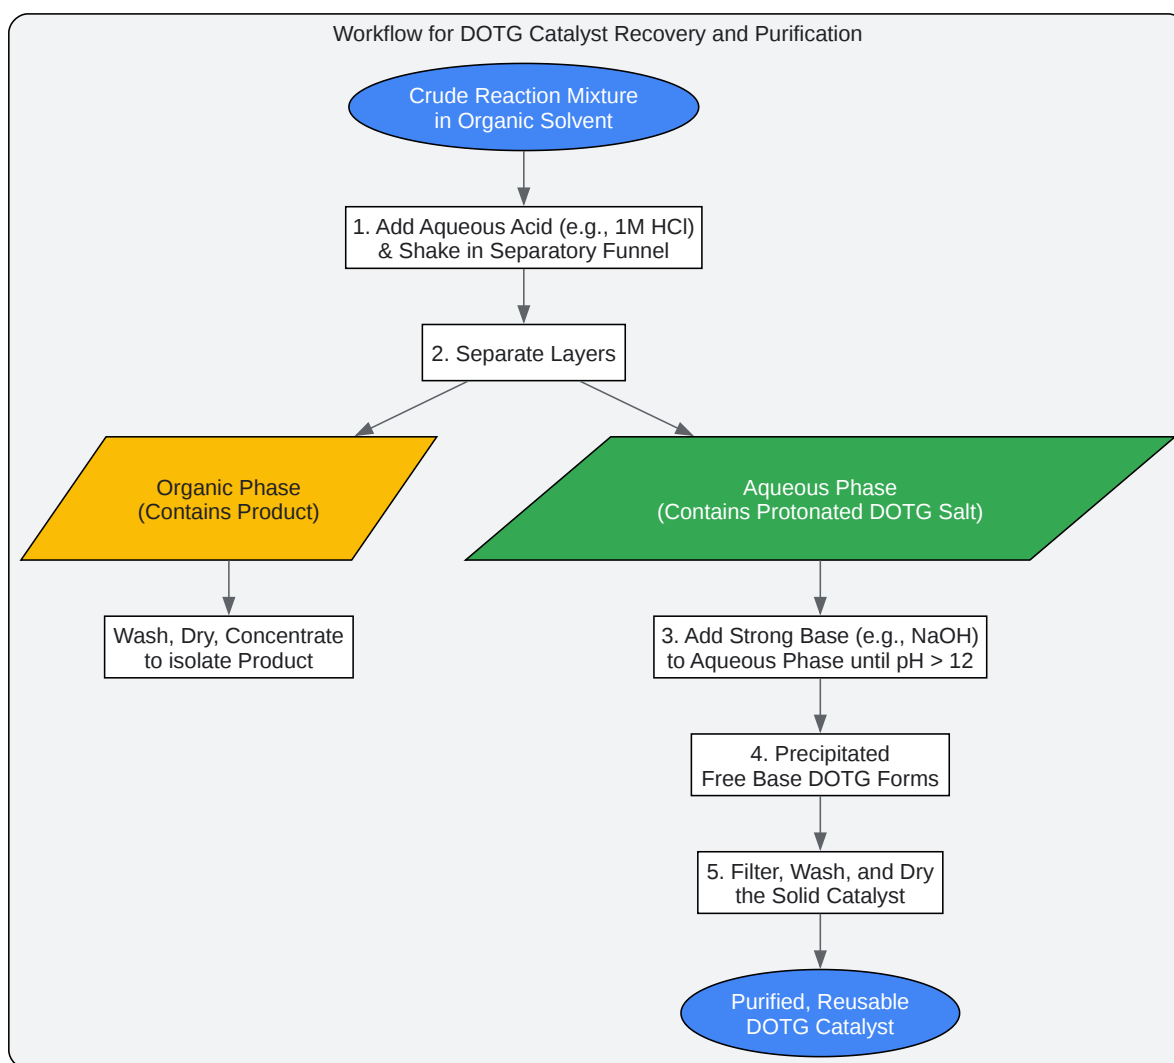 Workflow for DOTG Catalyst Recovery and Purification
Crude Reaction Mixture
in Organic Solvent
1. Add Aqueous Acid (e.g., 1M HCl)
& Shake in Separatory Funnel
2. Separate Layers
Organic Phase
(Contains Product)
Aqueous Phase
(Contains Protonated DOTG Salt)
Wash, Dry, Concentrate
to isolate Product
3. Add Strong Base (e.g., NaOH)
to Aqueous Phase until pH > 12
4. Precipitated
Free Base DOTG Forms
5. Filter, Wash, and Dry
the Solid Catalyst
Purified, Reusable
DOTG Catalyst